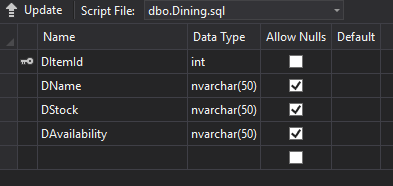 Update Script File: dbo.Dining.sql
Name Data Type Allow Nulls Default
DItemId int
DName nvarchar(50)
DStock nvarchar(50)
DAvailability nvarchar(50)